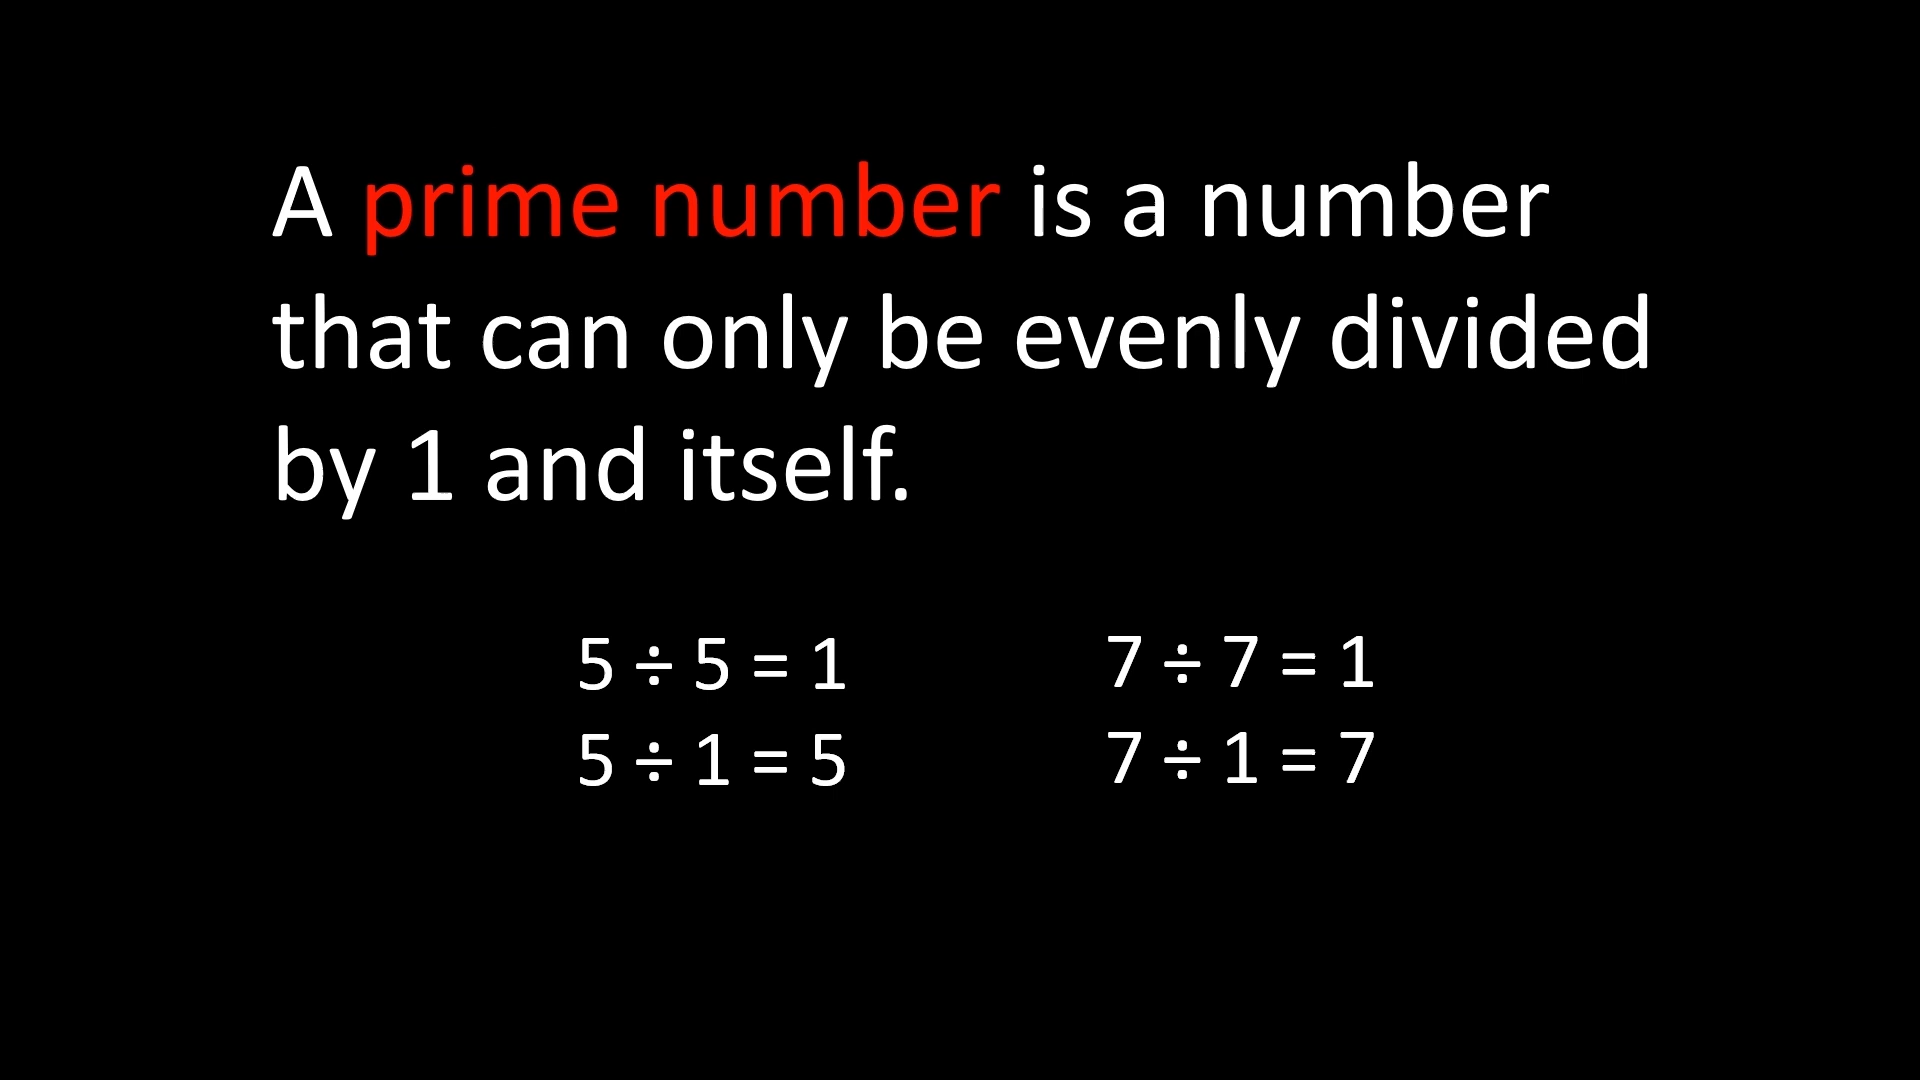 A prime number is a number
that can only be evenly divided
by 1 and itself.
5 ÷ 5 = 1
5 ÷ 1 = 5
7 ÷ 7 = 1
7 ÷ 1 = 7